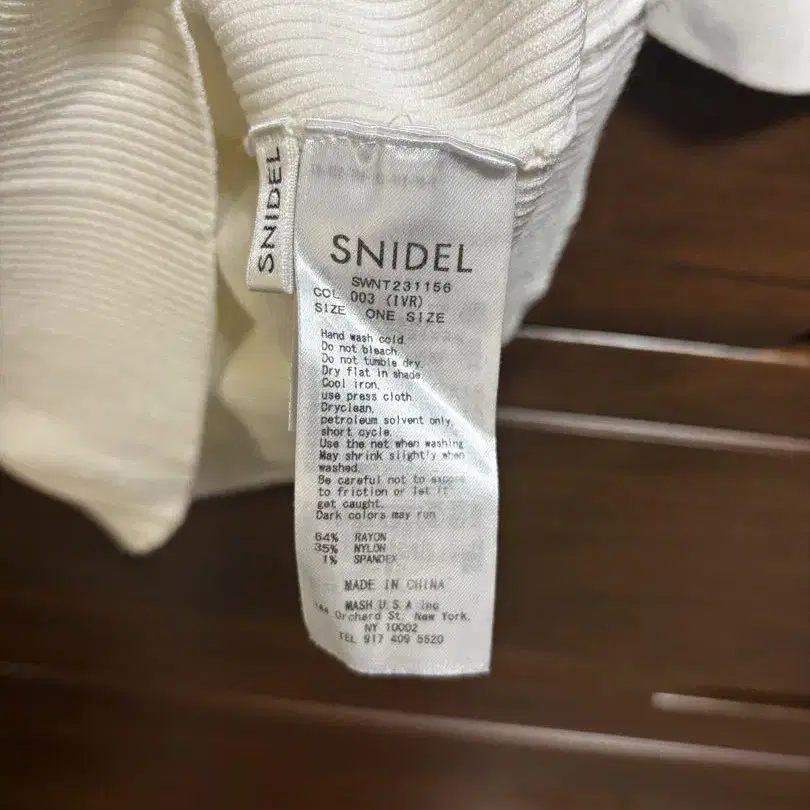 SNIDEL
SNIDEL
SWNT231156
COL 003 (IVR)
SIZE ONE SIZE
Hand wash cold.
Do not bleach.
Do not tumble dry.
Dry flat in shade.
Cool iron.
use press cloth.
Dryclean.
petroleum solvent only.
short cycle.
Use the net when washing
May shrink slightly when
washed.
Be careful not to expose
to friction or let it
get caught.
Dark colors may run
64% RAYON
35% NYLON
1% SPANDEX
MADE IN CHINA
MASH U.S.A Inc
Orchard St. New York.
NY 10002
TEL 917 409 5520